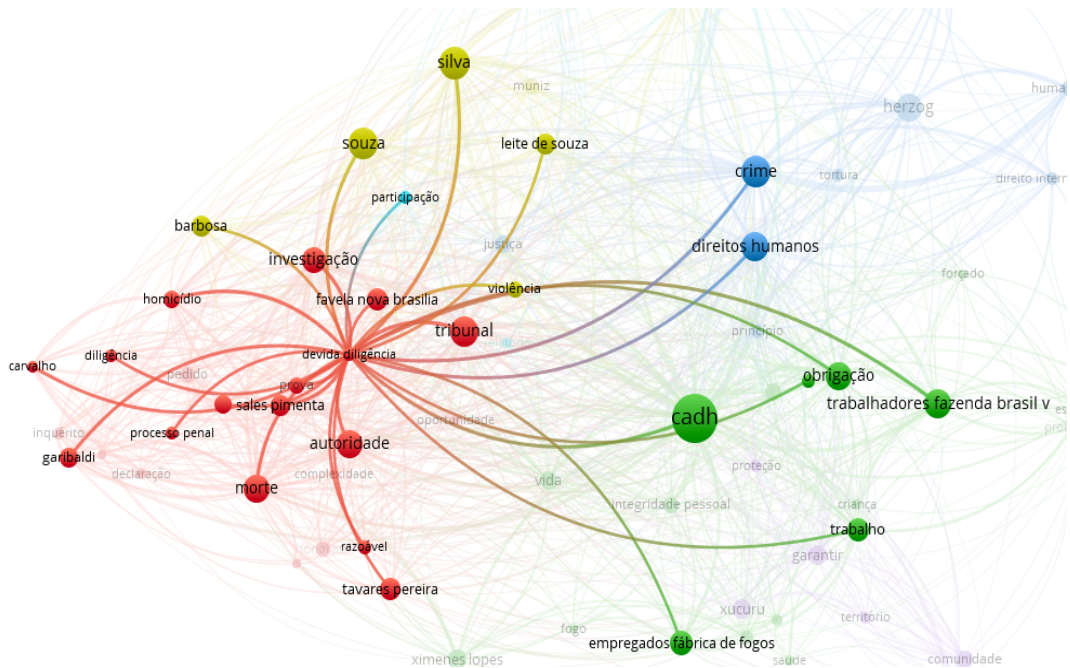 silva
muniz
huma
herzog
souza
leite de souza
crime
tortura
direito intern
participação
barbosa
justiça
direitos humanos
investigação
forçado
violência
homicídio
favela nova brasilia
tribunal
princípio
devida diligência
diligência
carvalho
pedido
prova
obrigação
sales pimenta
trabalhadores fazenda brasil v
cadh
oportunidade
processo penal
inquérito
autoridade
garibaldi
declaração
complexidade
proteção
vida
morte
integridade pessoal
criança
trabalho
razoável
garantir
tavares pereira
xucuru
território
fogo
empregados fábrica de fogos
ximenes lopes
saúde
comunidade